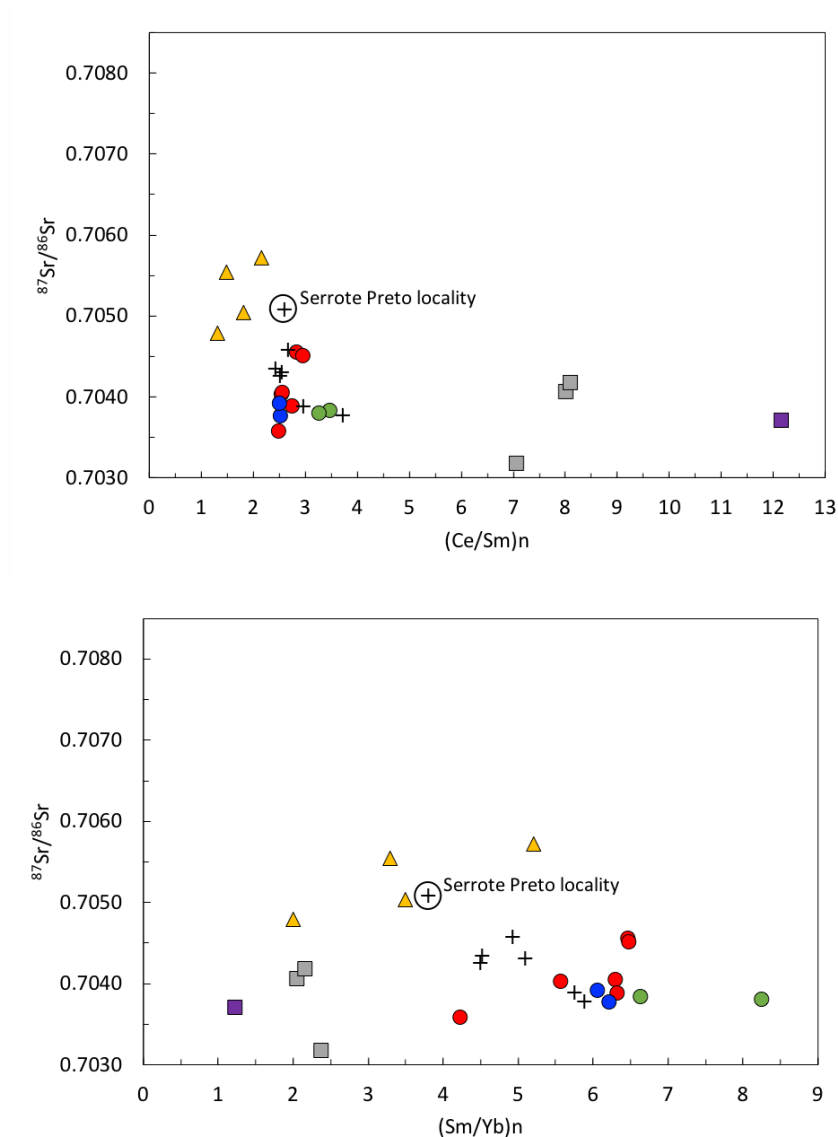 0.7080
0.7070
0.7060
0.7050
0.7040
0.7030
87Sr/86Sr
Serrote Preto locality
0 1 2 3 4 5 6 7 8 9 10 11 12 13
(Ce/Sm)n
0.7080
0.7070
0.7060
0.7050
0.7040
0.7030
87Sr/86Sr
Serrote Preto locality
0 1 2 3 4 5 6 7 8 9
(Sm/Yb)n